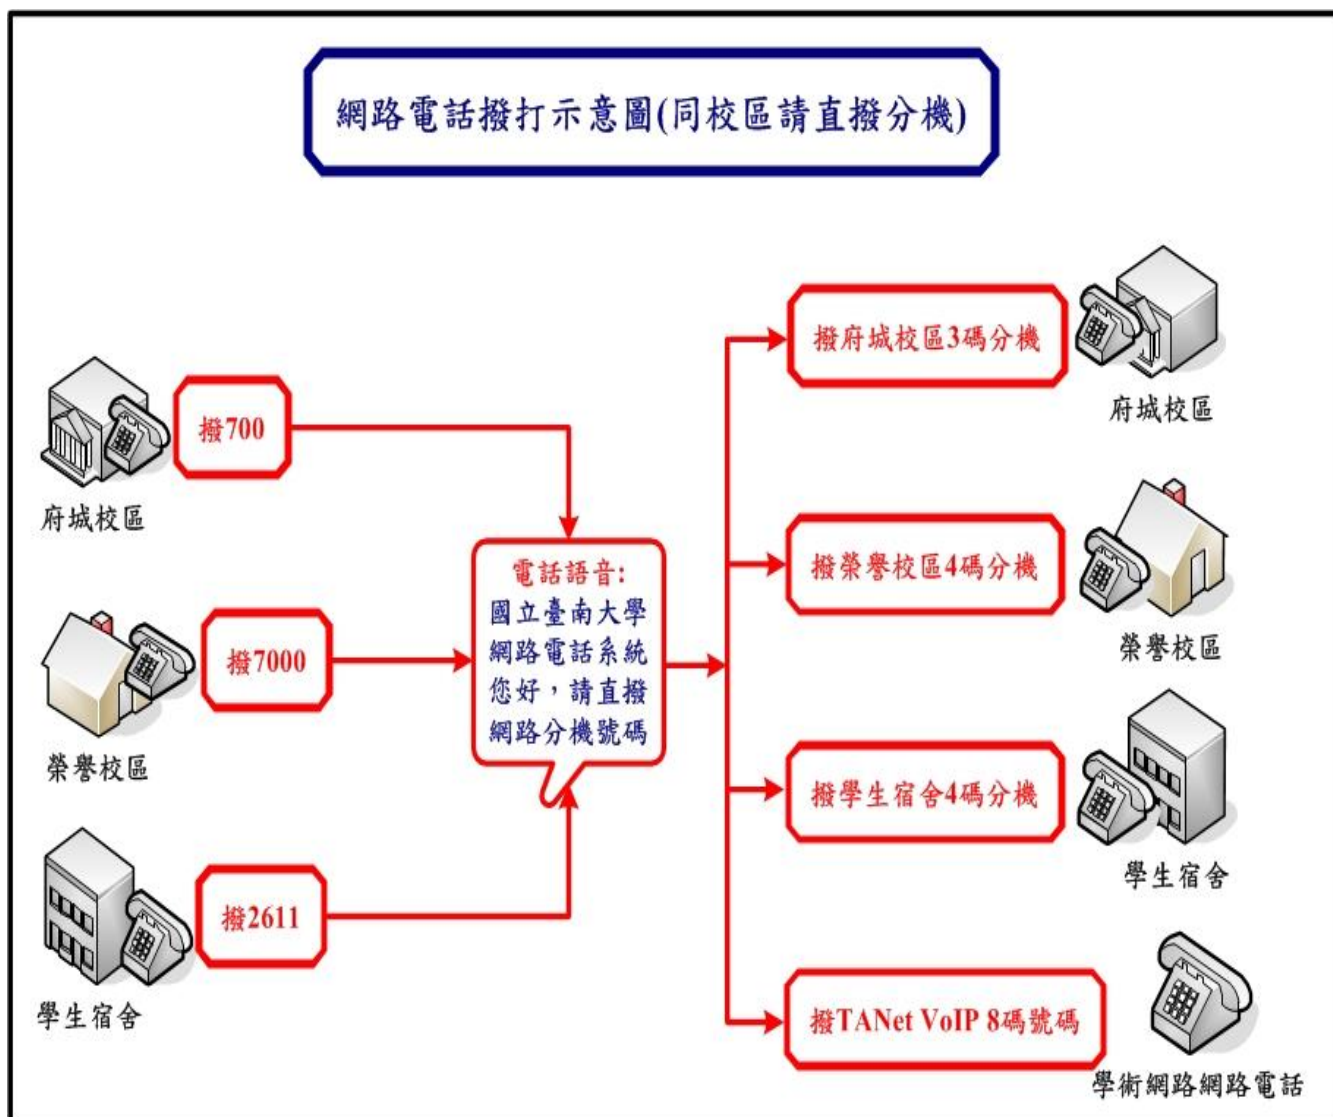 網路電話撥打示意圖(同校區請直撥分機)
撥700
府城校區
撥7000
榮譽校區
撥2611
學生宿舍
電話語音:
國立臺南大學
網路電話系統
您好，請直撥
網路分機號碼
撥府城校區3碼分機
府城校區
撥榮譽校區4碼分機
榮譽校區
撥學生宿舍4碼分機
學生宿舍
撥TANet VoIP 8碼號碼
學術網路網路電話